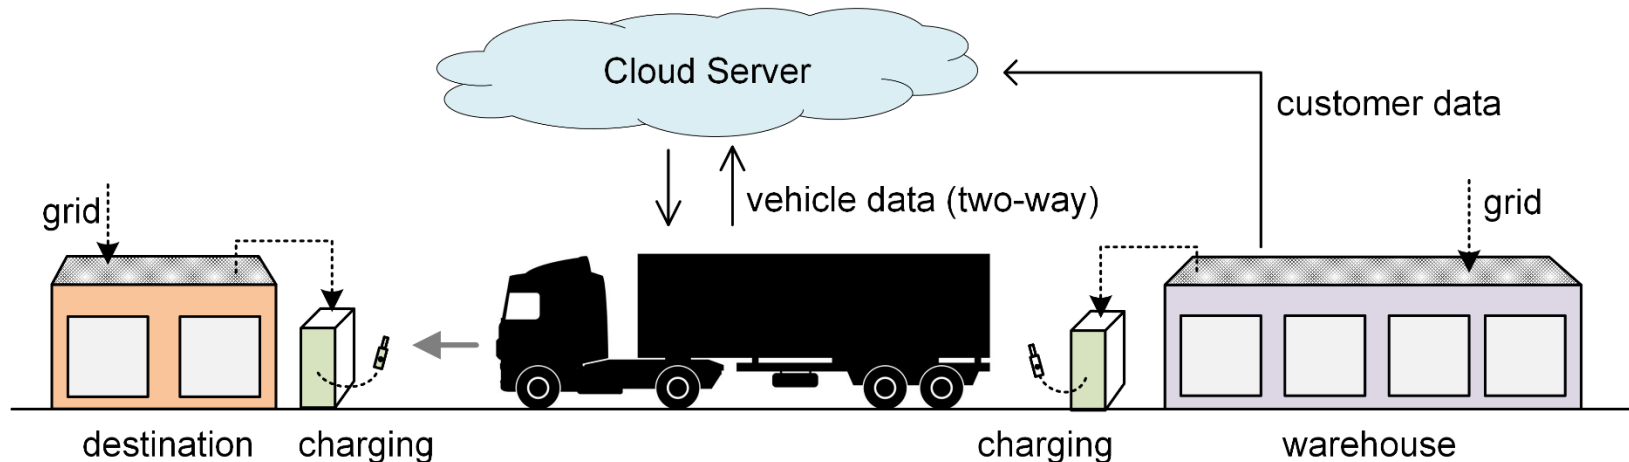 Cloud Server
customer data
vehicle data (two-way)
grid
grid
destination
charging
charging
warehouse